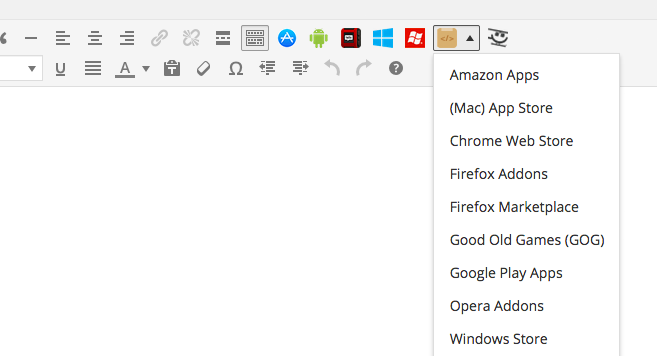 U
A
Ω
?
</>
Amazon Apps
(Mac) App Store
Chrome Web Store
Firefox Addons
Firefox Marketplace
Good Old Games (GOG)
Google Play Apps
Opera Addons
Windows Store